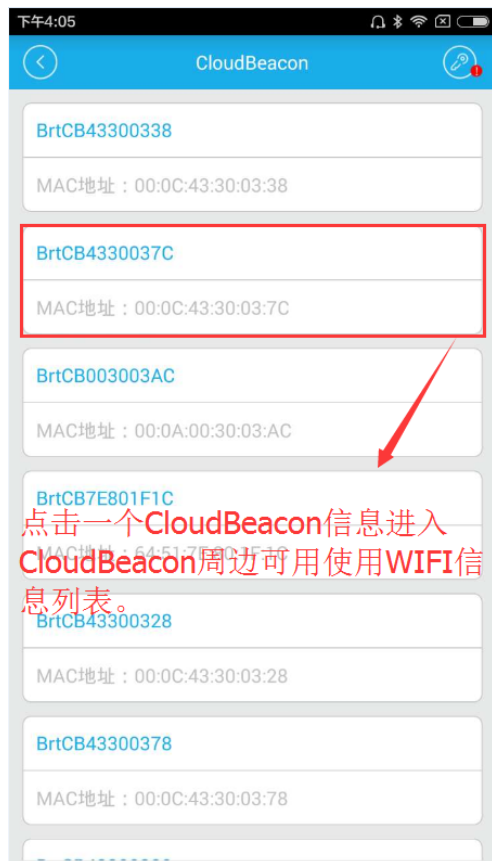 下午4:05
CloudBeacon
BrtCB43300338
MAC地址：00:0C:43:30:03:38
BrtCB4330037C
MAC地址：00:0C:43:30:03:7C
BrtCB003003AC
MAC地址：00:0A:00:30:03:AC
BrtCB7E801F1C
点击一个CloudBeacon信息进入
CloudBeacon周边可用使用WIFI信
息列表。
BrtCB43300328
MAC地址：00:0C:43:30:03:28
BrtCB43300378
MAC地址：00:0C:43:30:03:78